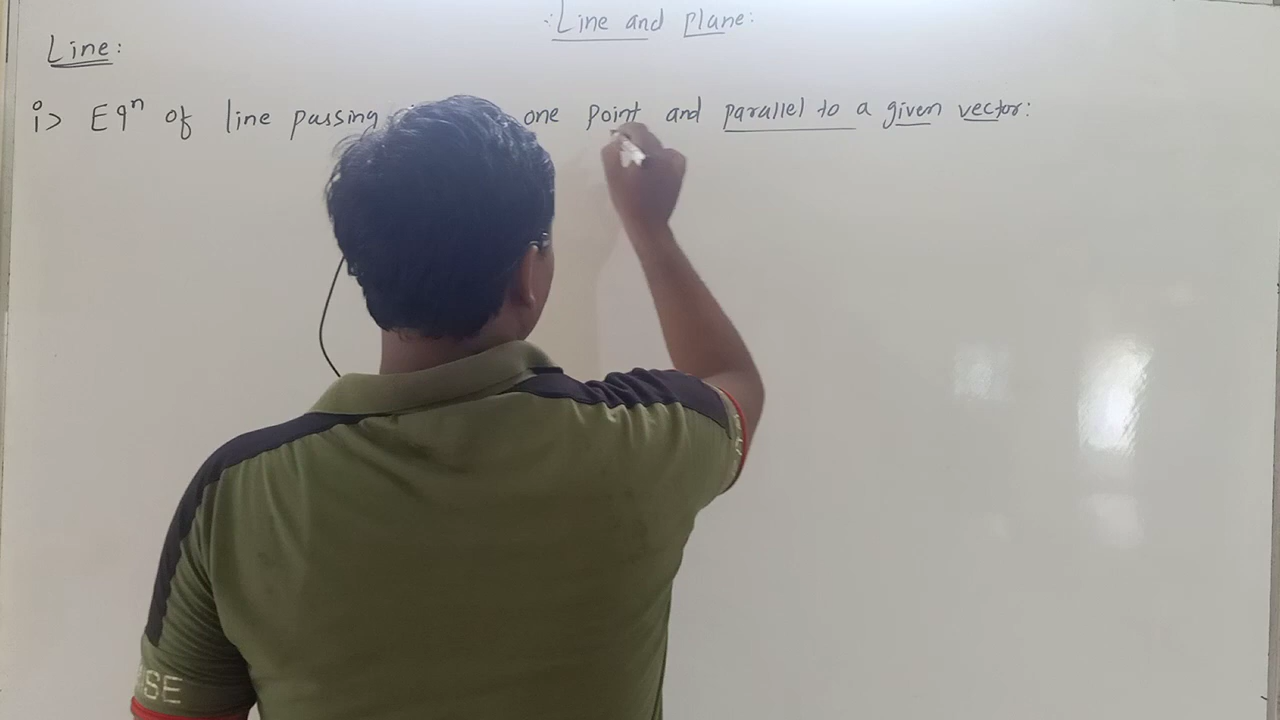 :Line and plane:
Line:
i> Eqⁿ of line passing one point and parallel to a given vector: